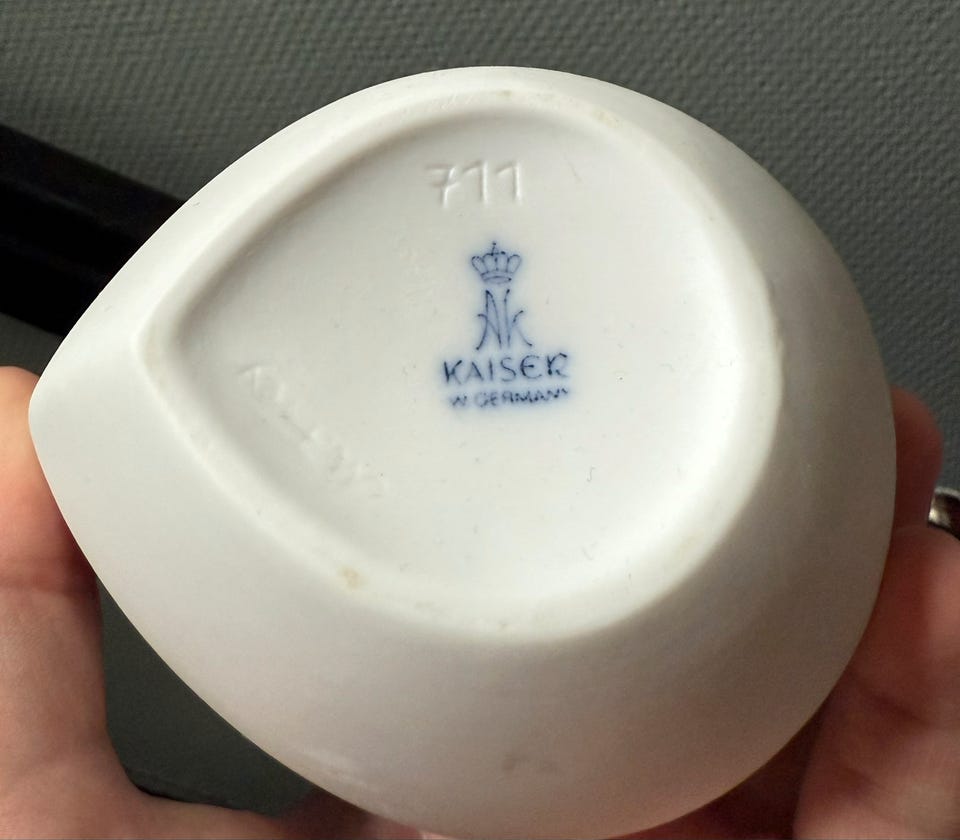 711
AK
KAISER
W. GERMANY